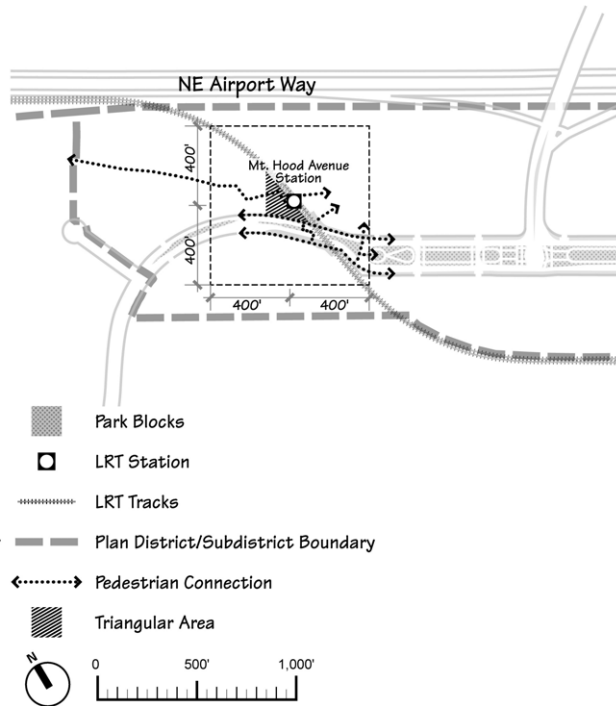 NE Airport Way
Mt. Hood Avenue
Station
400'
400'
400'
400'
Park Blocks
LRT Station
LRT Tracks
Plan District/Subdistrict Boundary
Pedestrian Connection
Triangular Area
N
0
500'
1,000'